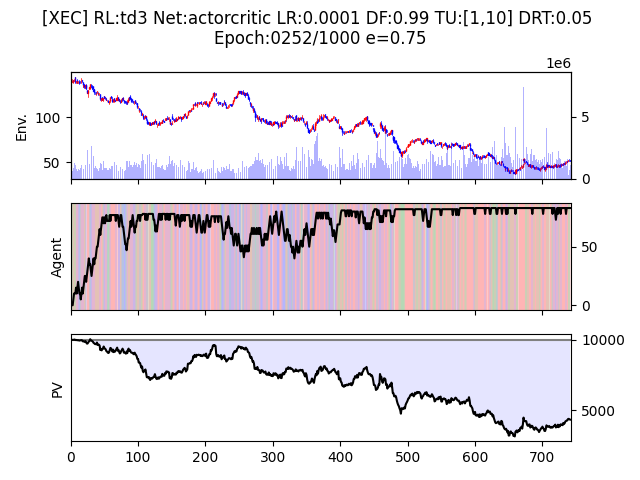 [XEC] RL:td3 Net:actorcritic LR:0.0001 DF:0.99 TU:[1,10] DRT:0.05
Epoch:0252/1000 e=0.75
1e6
Env.
100
50
5
0
Agent
50
0
PV
10000
5000
0 100 200 300 400 500 600 700